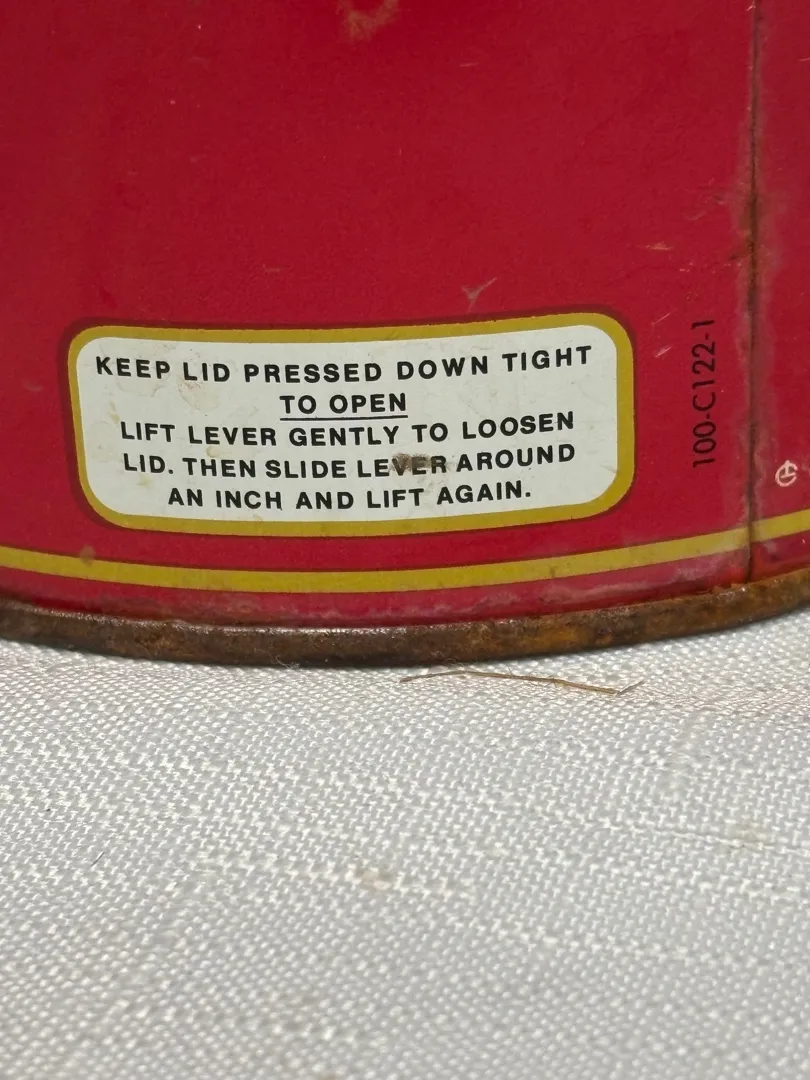 KEEP LID PRESSED DOWN TIGHT
TO OPEN
LIFT LEVER GENTLY TO LOOSEN
LID. THEN SLIDE LEVER AROUND
AN INCH AND LIFT AGAIN.
100-C122-1